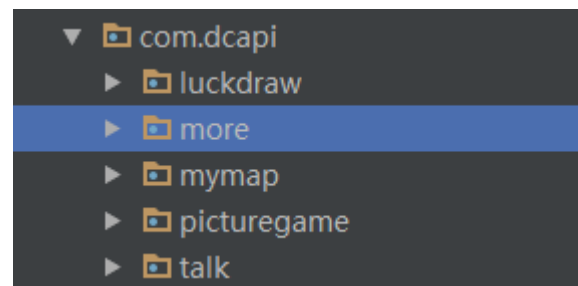 com.dcapi
luckdraw
more
mymap
picturegame
talk